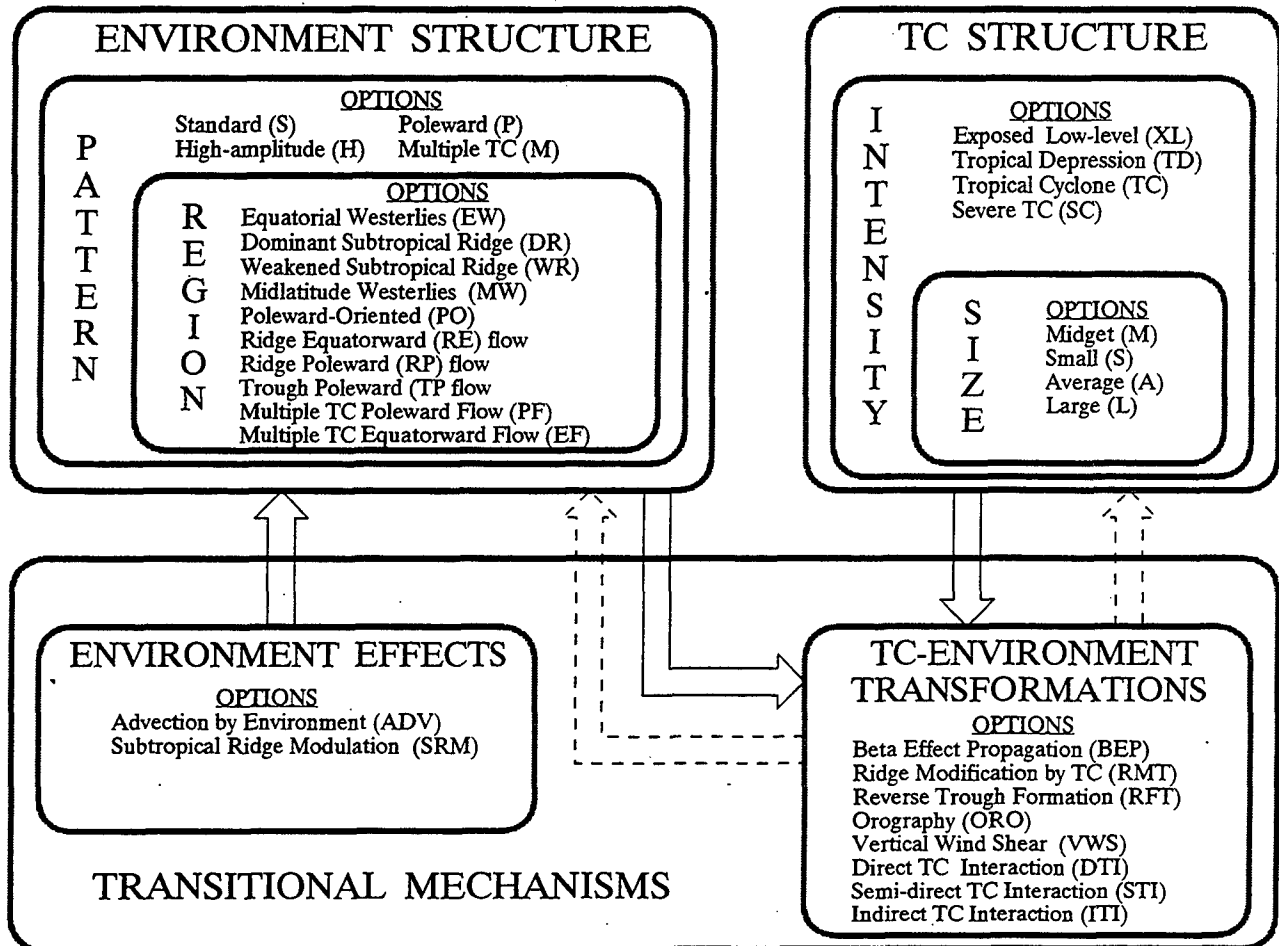 ENVIRONMENT STRUCTURE
PATTERN
OPTIONS
Standard (S) Poleward (P)
High-amplitude (H) Multiple TC (M)
REGION
OPTIONS
Equatorial Westerlies (EW)
Dominant Subtropical Ridge (DR)
Weakened Subtropical Ridge (WR)
Midlatitude Westerlies (MW)
Poleward-Oriented (PO)
Ridge Equatorward (RE) flow
Ridge Poleward (RP) flow
Trough Poleward (TP flow
Multiple TC Poleward Flow (PF)
Multiple TC Equatorward Flow (EF)
TC STRUCTURE
INTENSITY
OPTIONS
Exposed Low-level (XL)
Tropical Depression (TD)
Tropical Cyclone (TC)
Severe TC (SC)
SIZE
OPTIONS
Midget (M)
Small (S)
Average (A)
Large (L)
ENVIRONMENT EFFECTS
OPTIONS
Advection by Environment (ADV)
Subtropical Ridge Modulation (SRM)
TC-ENVIRONMENT
TRANSFORMATIONS
OPTIONS
Beta Effect Propagation (BEP)
Ridge Modification by TC (RMT)
Reverse Trough Formation (RFT)
Orography (ORO)
Vertical Wind Shear (VWS)
Direct TC Interaction (DTI)
Semi-direct TC Interaction (STI)
Indirect TC Interaction (ITI)
TRANSITIONAL MECHANISMS